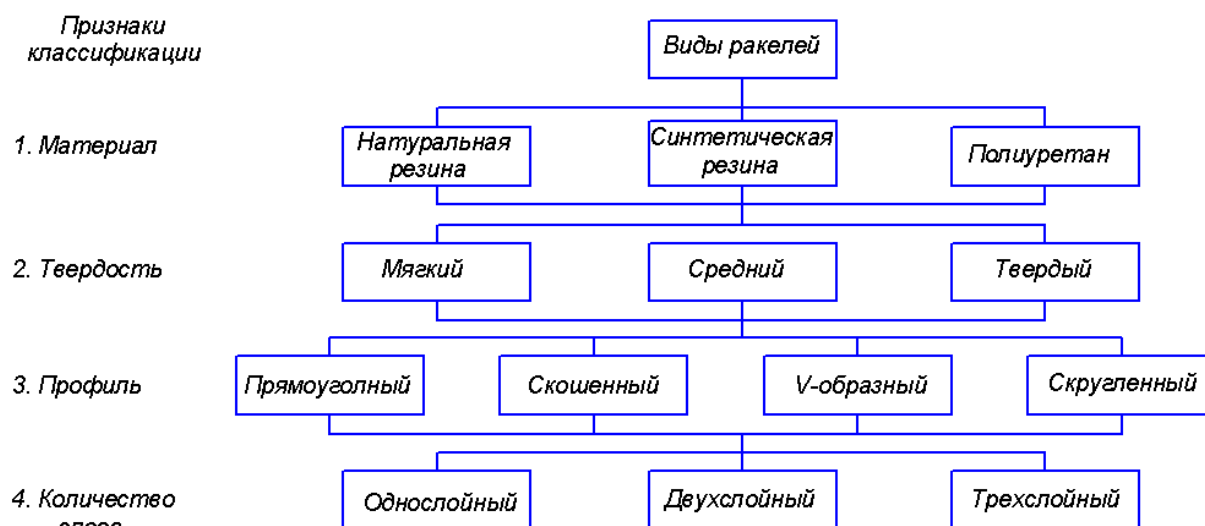 Признаки
классификации
Виды ракелей
1. Материал
Натуральная
резина
Синтетическая
резина
Полиуретан
2. Твердость
Мягкий
Средний
Твердый
3. Профиль
Прямоуголный
Скошенный
V-образный
Скругленный
4. Количество
Однослойный
Двухслойный
Трехслойный